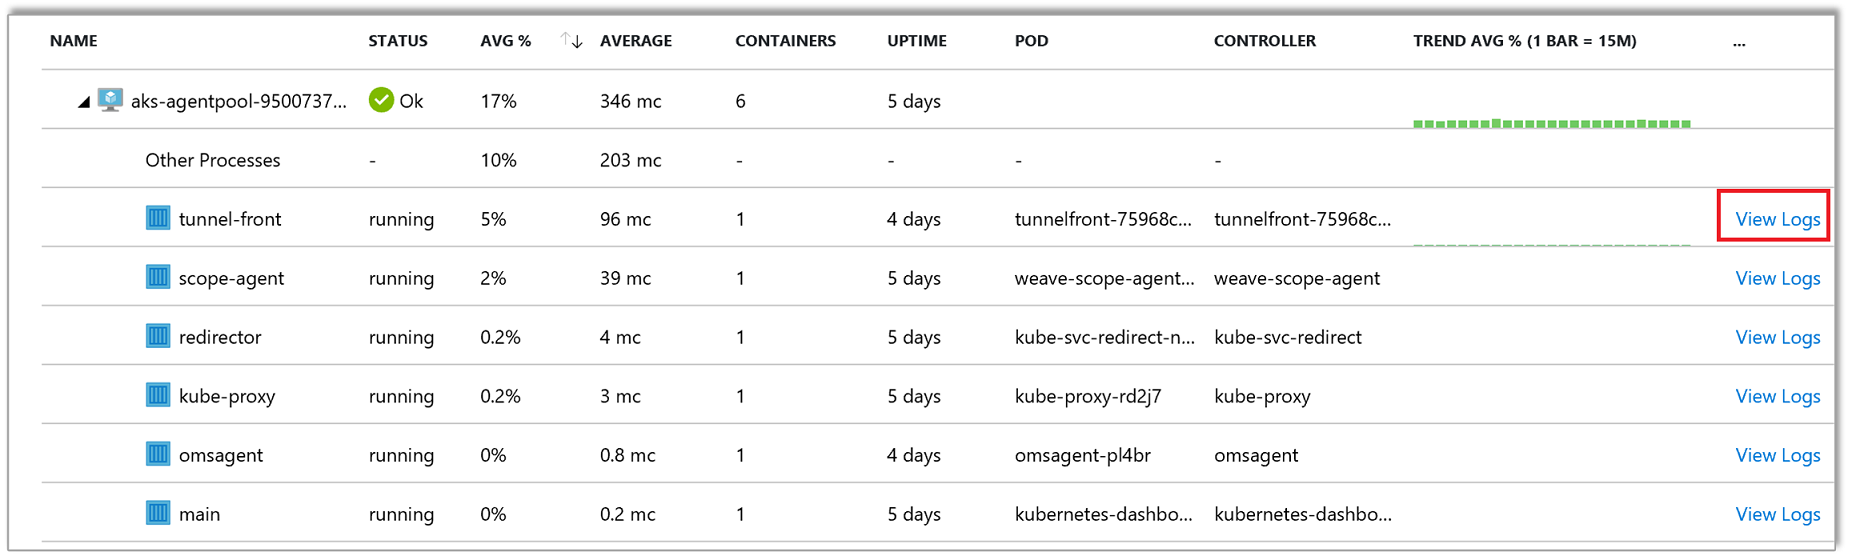 NAME STATUS AVG % ↑↓ AVERAGE CONTAINERS UPTIME POD CONTROLLER TREND AVG % (1 BAR = 15M) ...
aks-agentpool-9500737... Ok 17% 346 mc 6 5 days
Other Processes - 10% 203 mc - - - -
tunnel-front running 5% 96 mc 1 4 days tunnelfront-75968c... tunnelfront-75968c... View Logs
scope-agent running 2% 39 mc 1 5 days weave-scope-agent... weave-scope-agent View Logs
redirector running 0.2% 4 mc 1 5 days kube-svc-redirect-n... kube-svc-redirect View Logs
kube-proxy running 0.2% 3 mc 1 5 days kube-proxy-rd2j7 kube-proxy View Logs
omsagent running 0% 0.8 mc 1 4 days omsagent-pl4br omsagent View Logs
main running 0% 0.2 mc 1 5 days kubernetes-dashbo... kubernetes-dashbo... View Logs